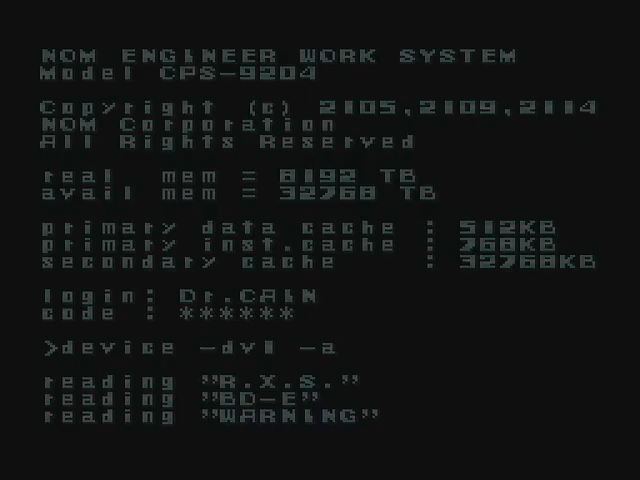 NOM ENGINEER WORK SYSTEM
Model CPS-9204
Copyright (c) 2105,2109,2114
NOM Corporation
All Rights Reserved
real mem = 8192 TB
avail mem = 32768 TB
primary data cache : 512KB
primary inst.cache : 768KB
secondary cache : 32768KB
login: Dr.CAIN
code : ******
>device -dvl -a
reading "R.X.S."
reading "BD-E"
reading "WARNING"